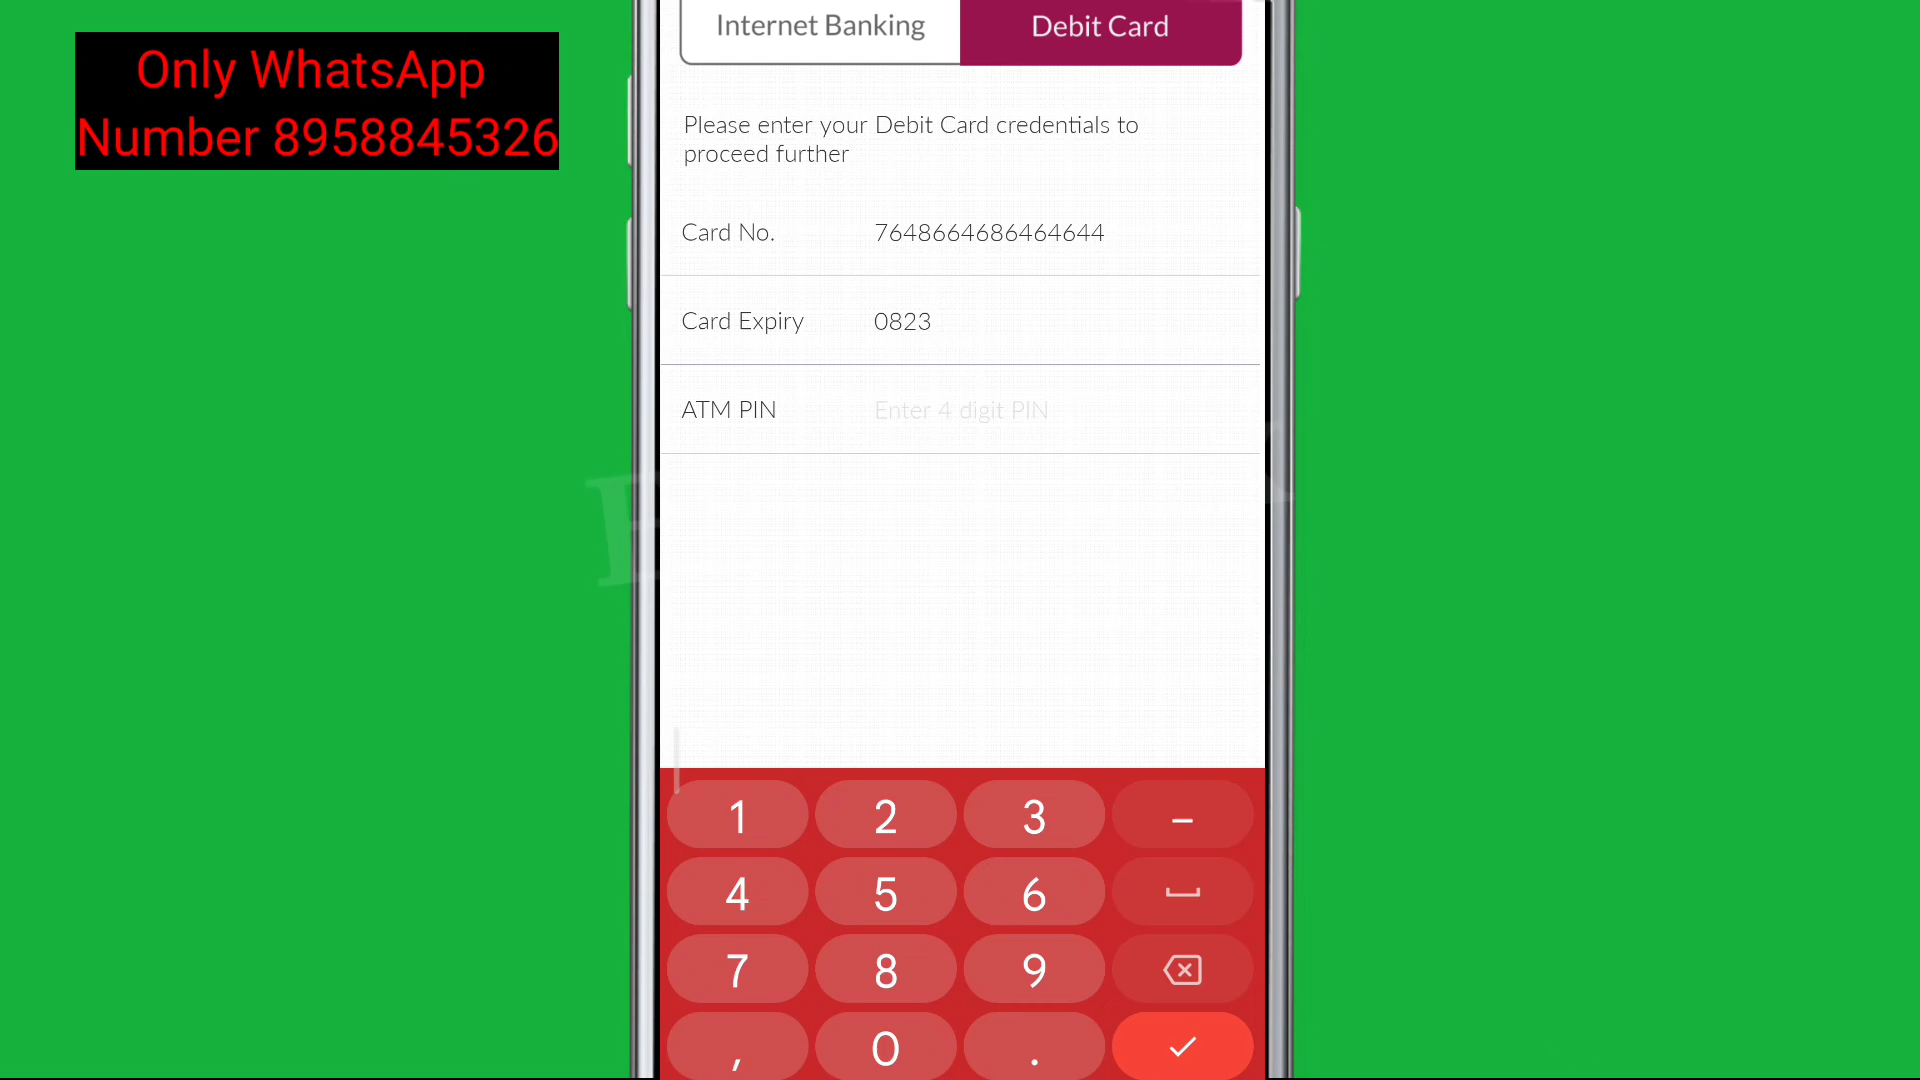 Only WhatsApp
Number 8958845326
Internet Banking
Debit Card
Please enter your Debit Card credentials to
proceed further
Card No. 7648664686464644
Card Expiry 0823
ATM PIN Enter 4 digit PIN
1 2 3 –
4 5 6
7 8 9
, 0 .